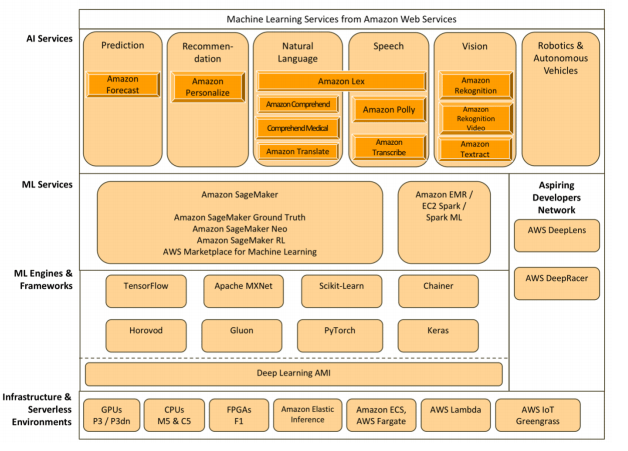 Machine Learning Services from Amazon Web Services
AI Services
Prediction
Amazon
Forecast
Recommen-
dation
Amazon
Personalize
Natural
Language
Speech
Amazon Lex
Amazon Comprehend
Comprehend Medical
Amazon Translate
Amazon Polly
Amazon
Transcribe
Vision
Amazon
Rekognition
Amazon
Rekognition
Video
Amazon
Textract
Robotics &
Autonomous
Vehicles
ML Services
Amazon SageMaker
Amazon SageMaker Ground Truth
Amazon SageMaker Neo
Amazon SageMaker RL
AWS Marketplace for Machine Learning
Amazon EMR /
EC2 Spark /
Spark ML
Aspiring
Developers
Network
AWS DeepLens
AWS DeepRacer
ML Engines &
Frameworks
TensorFlow
Apache MXNet
Scikit-Learn
Chainer
Horovod
Gluon
PyTorch
Keras
Deep Learning AMI
Infrastructure &
Serverless
Environments
GPUs
P3 / P3dn
CPUs
M5 & C5
FPGAs
F1
Amazon Elastic
Inference
Amazon ECS,
AWS Fargate
AWS Lambda
AWS IoT
Greengrass